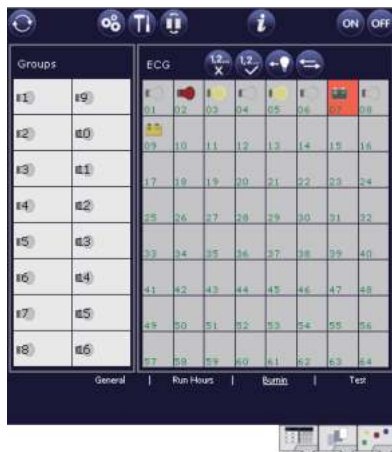 ON OFF
Groups
ECG
1,2... X
1,2...
1 9
2 10
3 11
4 12
5 13
6 14
7 15
8 16
01 02 03 04 05 06 07 08
09 10 11 12 13 14 15 16
17 18 19 20 21 22 23 24
25 26 27 28 29 30 31 32
33 34 35 36 37 38 39 40
41 42 43 44 45 46 47 48
49 50 51 52 53 54 55 56
57 58 59 60 61 62 63 64
General | Run Hours | Burnin | Test